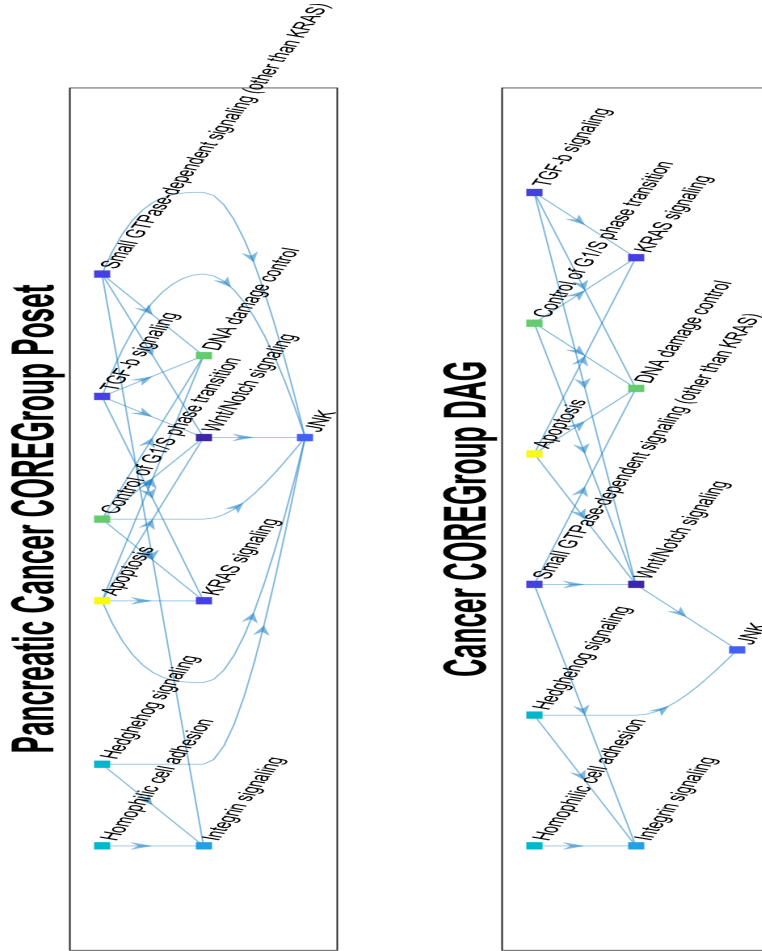 Pancreatic Cancer COREGroup Poset
Homophilic cell adhesion
Hedghehog signaling
Apoptosis
Control of G1/S phase transition
TGF-b signaling
Small GTPase-dependent signaling (other than KRAS)
Integrin signaling
KRAS signaling
Wnt/Notch signaling
DNA damage control
JNK
Cancer COREGroup DAG
Homophilic cell adhesion
Hedghehog signaling
Small GTPase-dependent signaling (other than KRAS)
Apoptosis
Control of G1/S phase transition
TGF-b signaling
Integrin signaling
Wnt/Notch signaling
DNA damage control
KRAS signaling
JNK